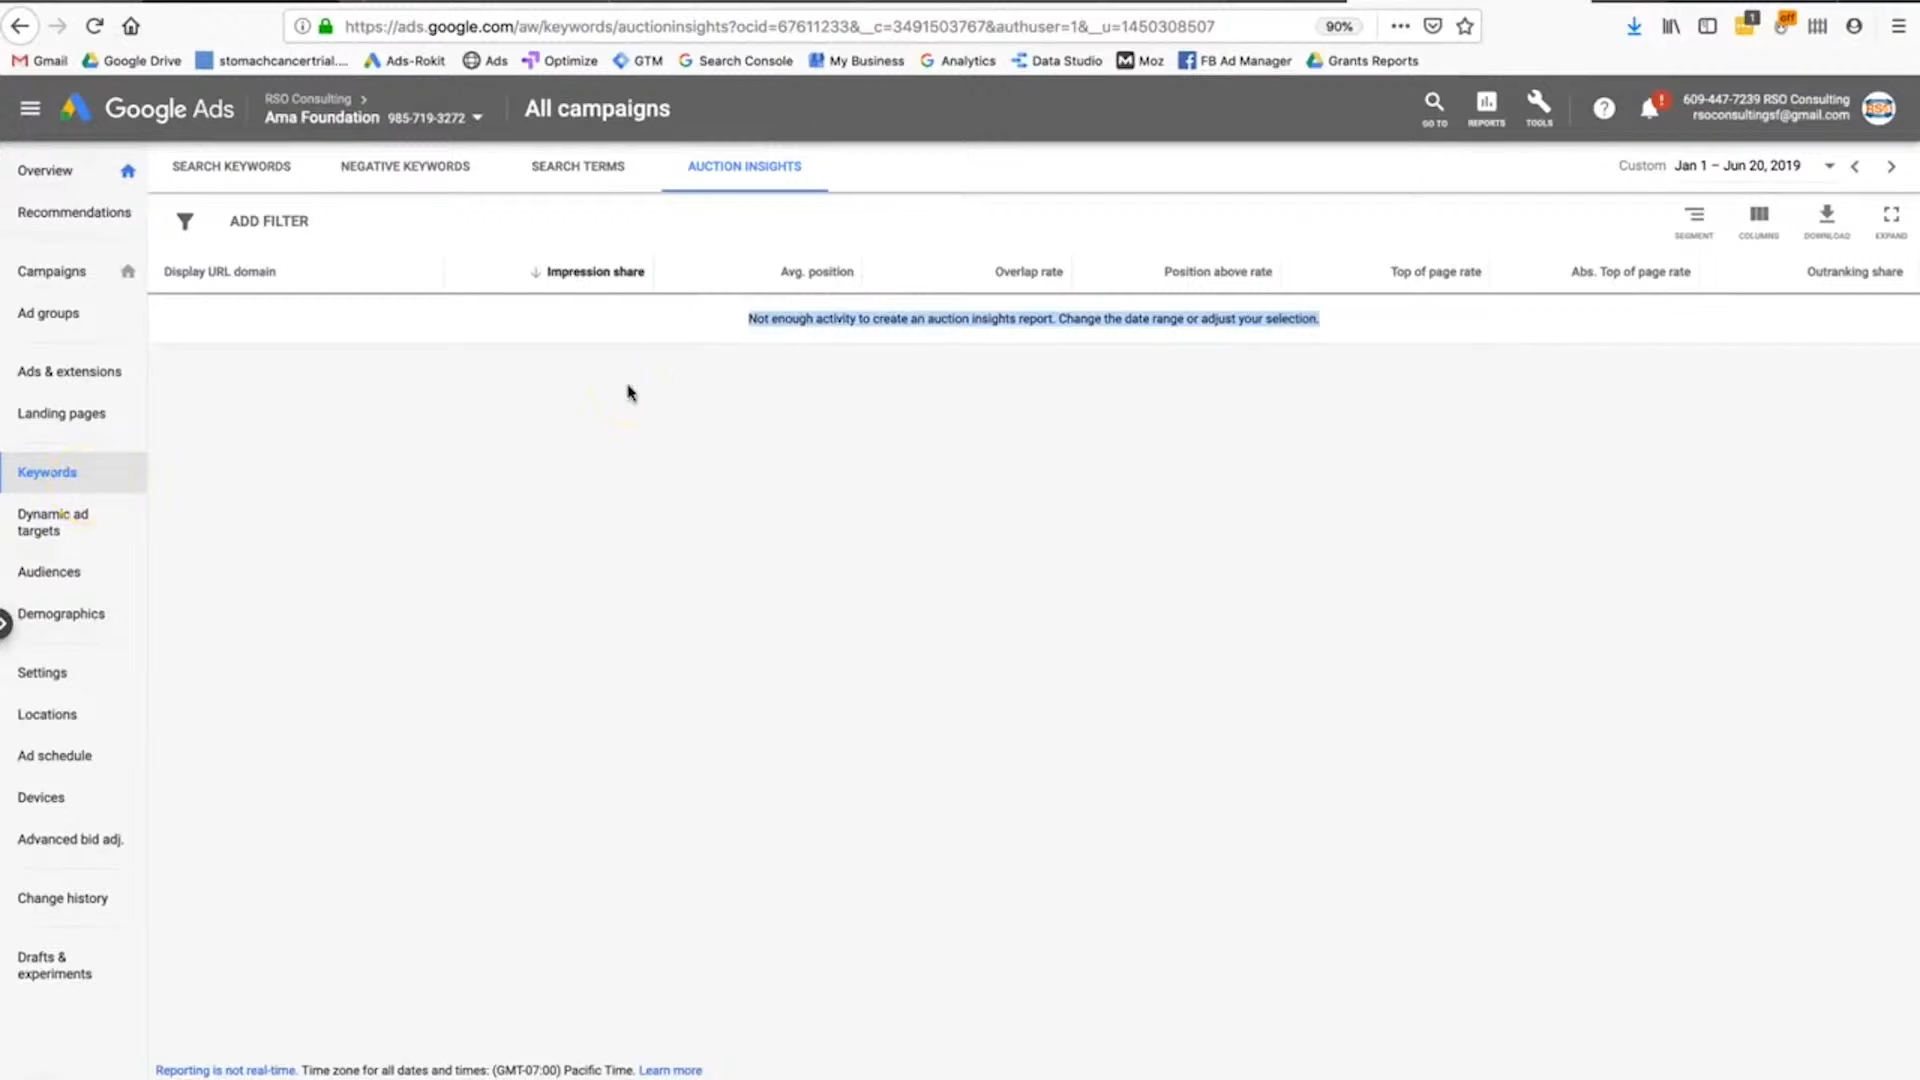 https://ads.google.com/aw/keywords/auctioninsights?ocid=67611233&__c=3491503767&authuser=1&__u=1450308507
90%
1
off
Gmail
Google Drive
stomachcancertrial....
Ads-Rokit
Ads
Optimize
GTM
Search Console
My Business
Analytics
Data Studio
Moz
FB Ad Manager
Grants Reports
Google Ads
RSO Consulting >
Ama Foundation 985-719-3272
All campaigns
GO TO
REPORTS
TOOLS
609-447-7239 RSO Consulting
rsoconsultingsf@gmail.com
RSO
Overview
Recommendations
Campaigns
Ad groups
Ads & extensions
Landing pages
Keywords
Dynamic ad
targets
Audiences
Demographics
Settings
Locations
Ad schedule
Devices
Advanced bid adj.
Change history
Drafts &
experiments
SEARCH KEYWORDS
NEGATIVE KEYWORDS
SEARCH TERMS
AUCTION INSIGHTS
Custom Jan 1 – Jun 20, 2019
ADD FILTER
SEGMENT
COLUMNS
DOWNLOAD
EXPAND
Display URL domain
Impression share
Avg. position
Overlap rate
Position above rate
Top of page rate
Abs. Top of page rate
Outranking share
Not enough activity to create an auction insights report. Change the date range or adjust your selection.
Reporting is not real-time. Time zone for all dates and times: (GMT-07:00) Pacific Time. Learn more